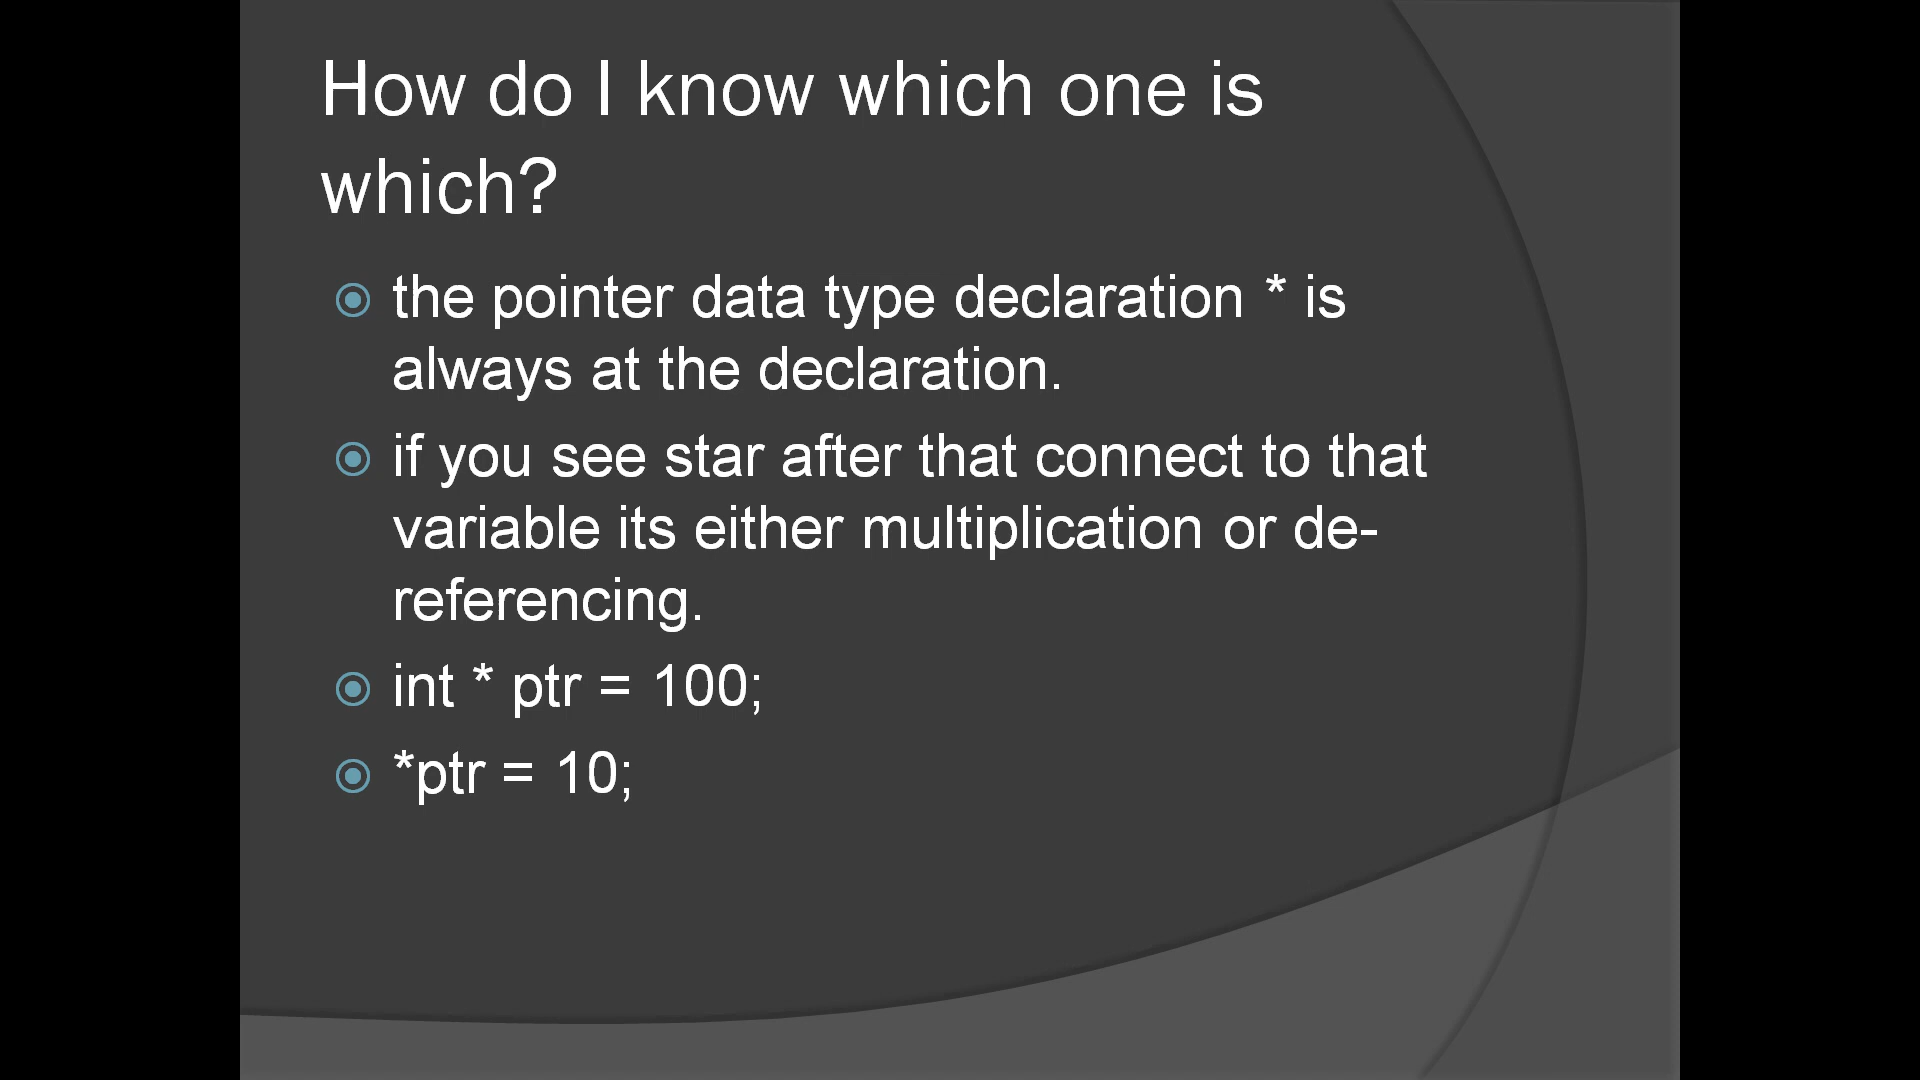 How do I know which one is
which?
the pointer data type declaration * is
always at the declaration.
if you see star after that connect to that
variable its either multiplication or de-
referencing.
int * ptr = 100;
*ptr = 10;